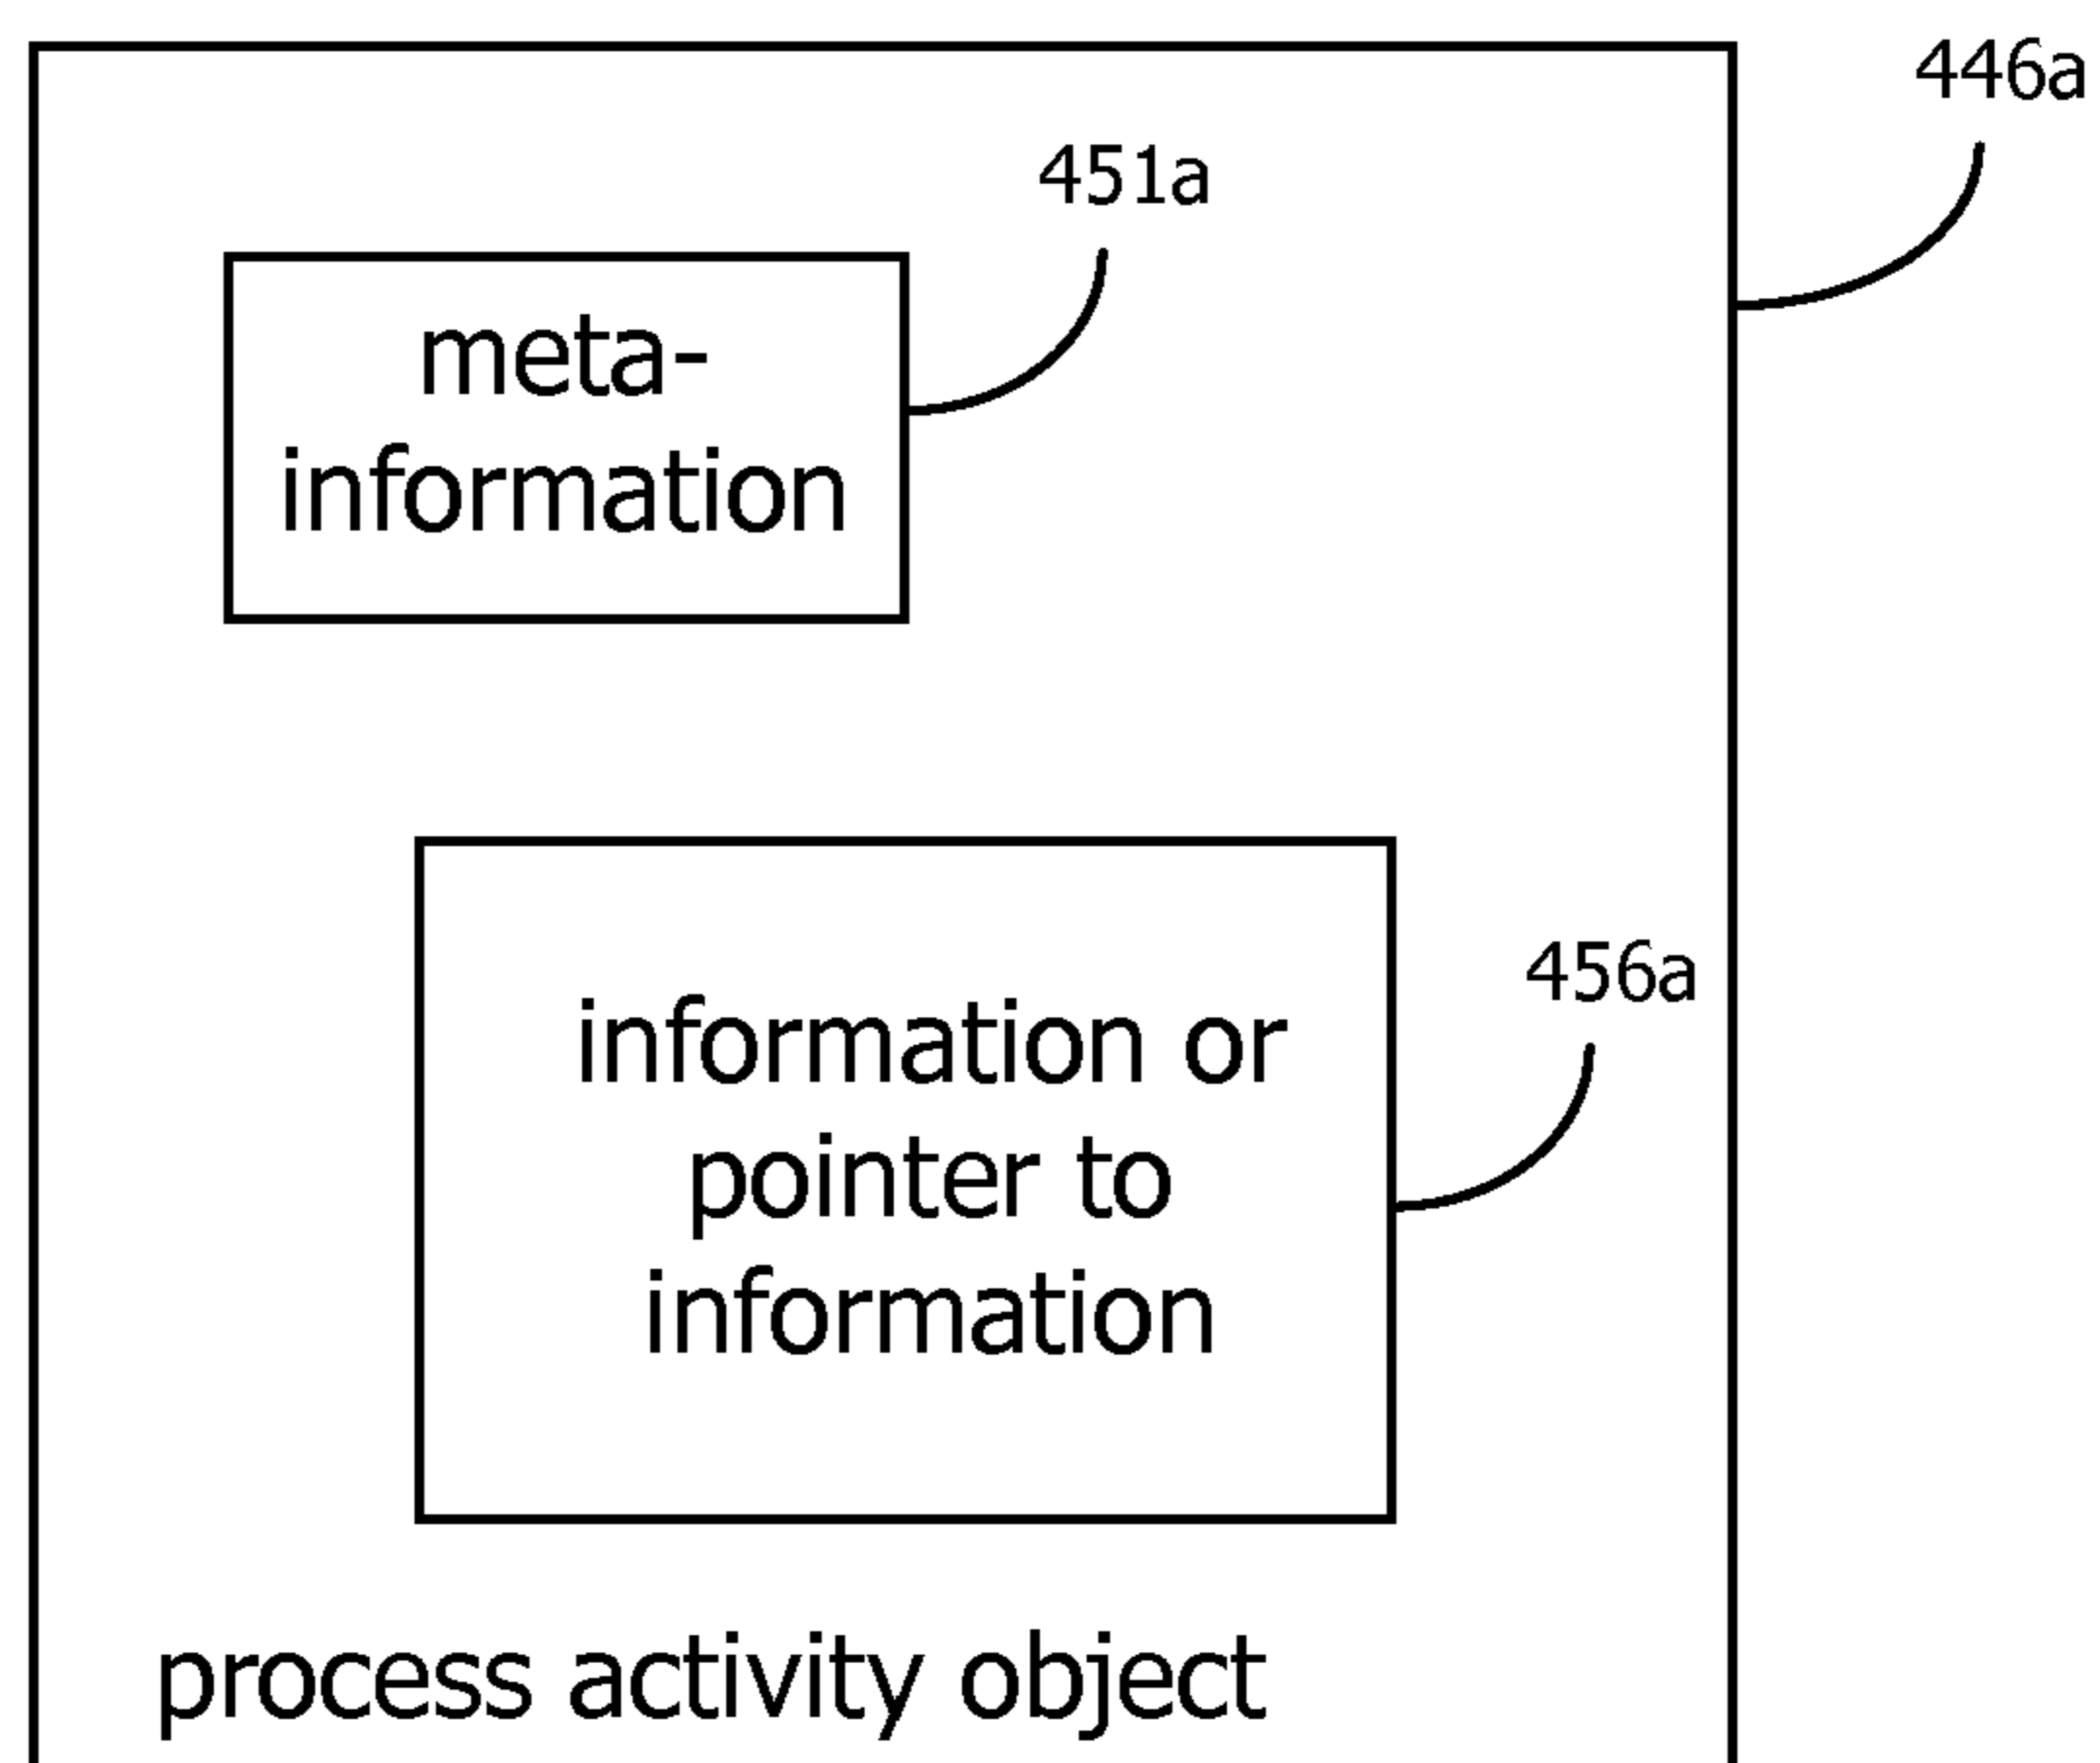 446a
451a
meta-
information
456a
information or
pointer to
information
process activity object